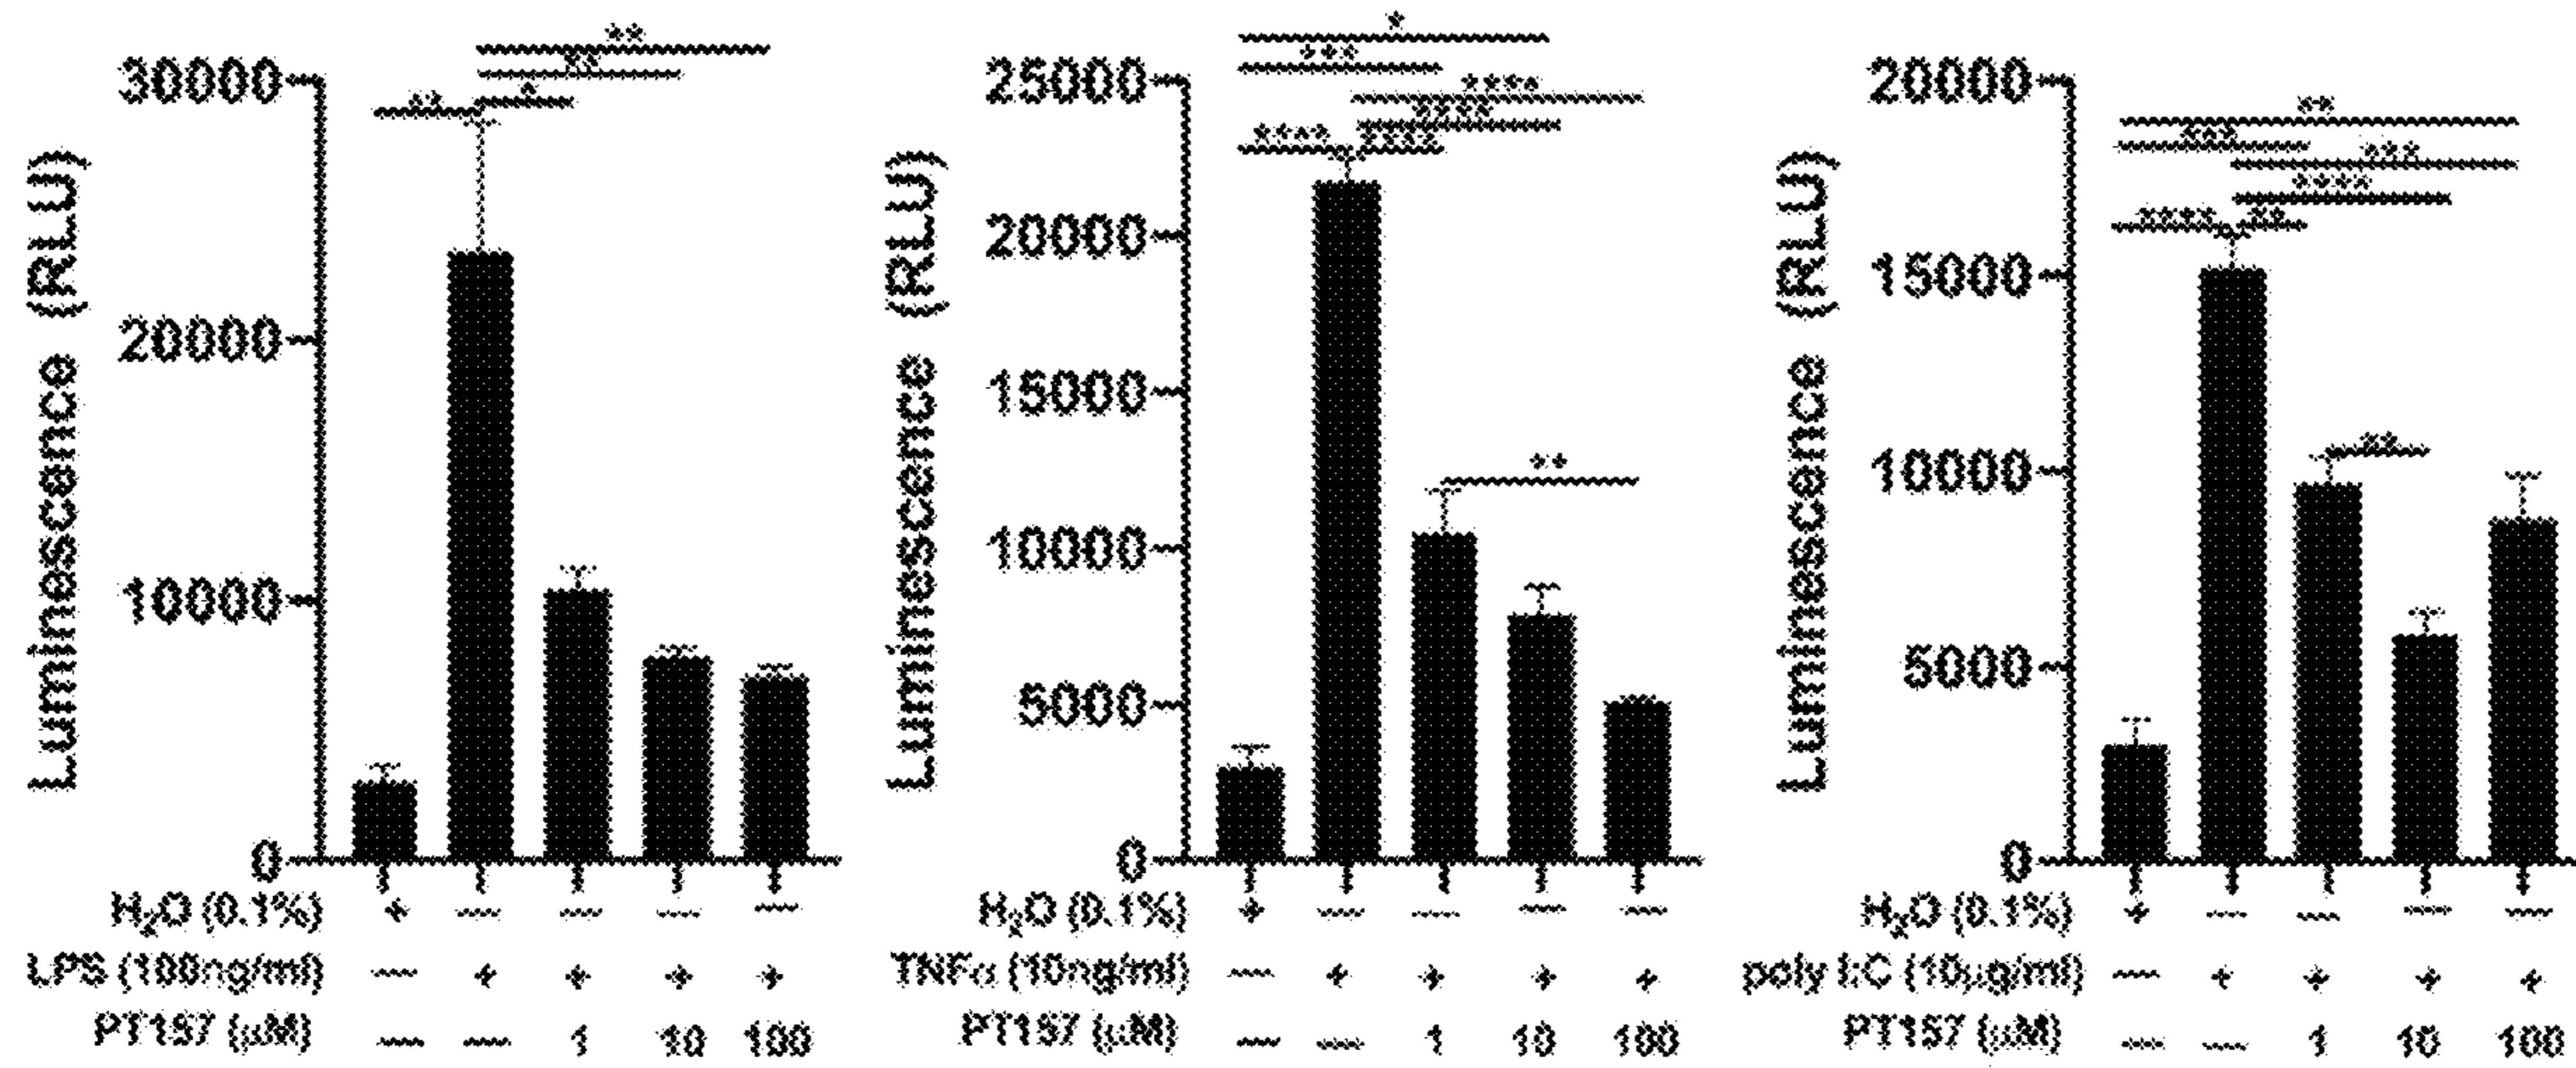 **
**
** *
30000
20000
10000
0
Luminescence (RLU)
H2O (0.1%) + — — — —
LPS (100ng/ml) — + + + +
PT157 (µM) — — 1 10 100
*
***
****
****
**** ****
**
25000
20000
15000
10000
5000
0
Luminescence (RLU)
H2O (0.1%) + — — — —
TNFα (10ng/ml) — + + + +
PT157 (µM) — — 1 10 100
**
***
***
****
**** **
**
20000
15000
10000
5000
0
Luminescence (RLU)
H2O (0.1%) + — — — —
poly I:C (10µg/ml) — + + + +
PT157 (µM) — — 1 10 100